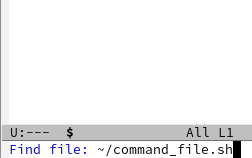 U:--- $ All L1
Find file: ~/command_file.sh